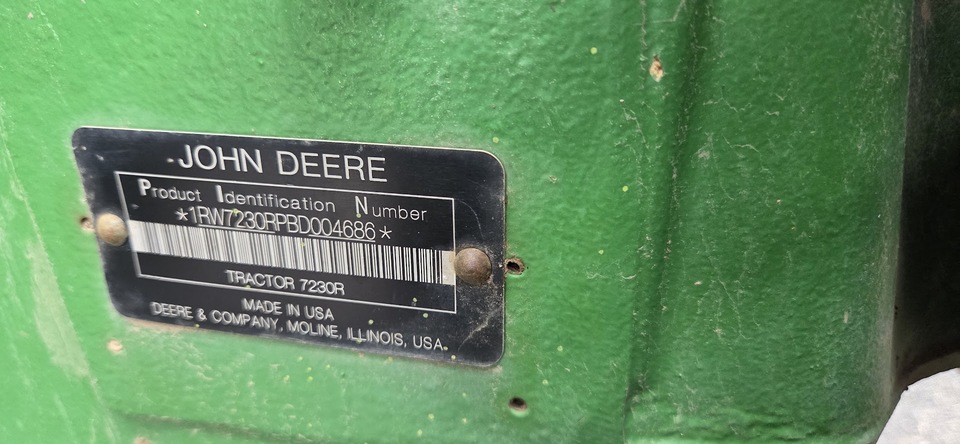 JOHN DEERE
Product Identification Number
*1RW7230RPBD004686*
TRACTOR 7230R
MADE IN USA
DEERE & COMPANY, MOLINE, ILLINOIS, USA